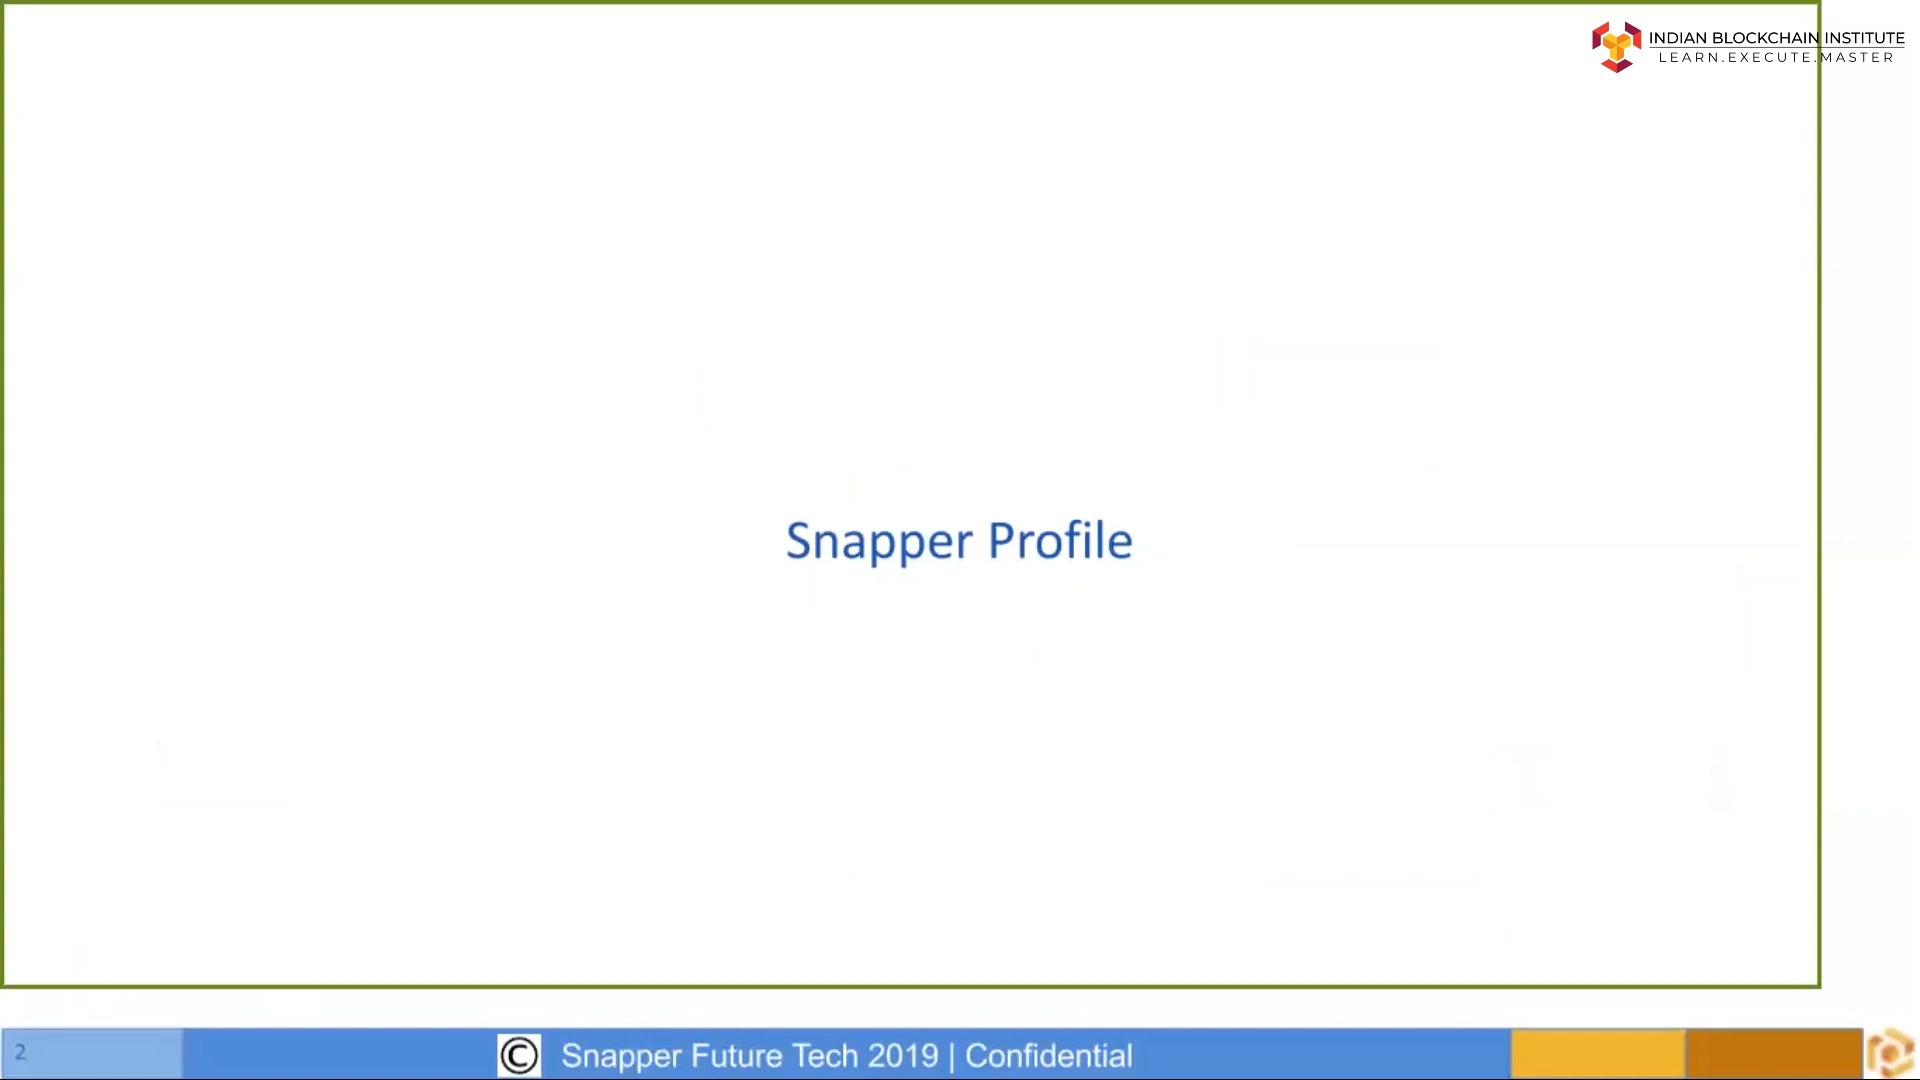 INDIAN BLOCKCHAIN INSTITUTE
LEARN.EXECUTE.MASTER
Snapper Profile
2
© Snapper Future Tech 2019 | Confidential